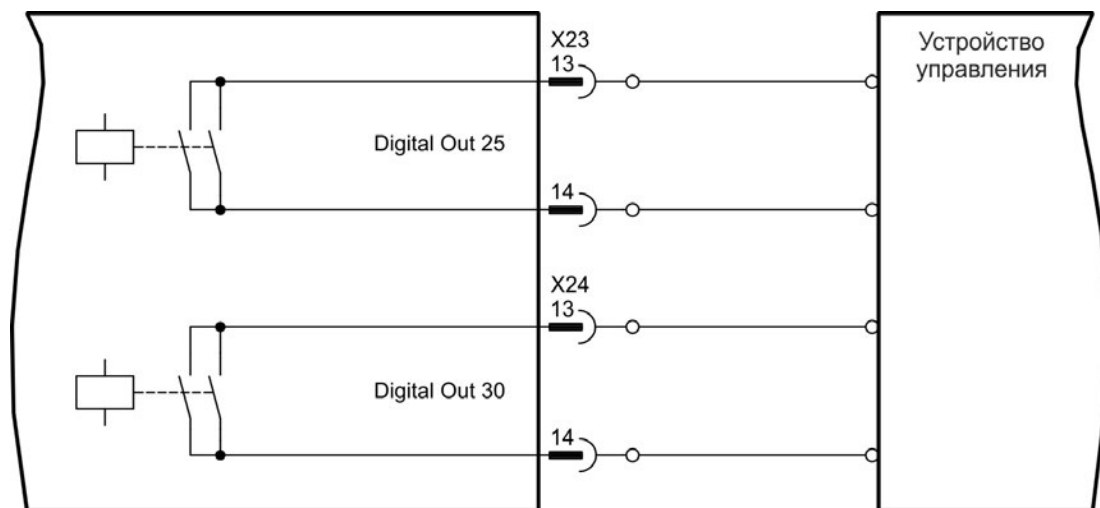 X23
13
Устройство
управления
Digital Out 25
14
X24
13
Digital Out 30
14